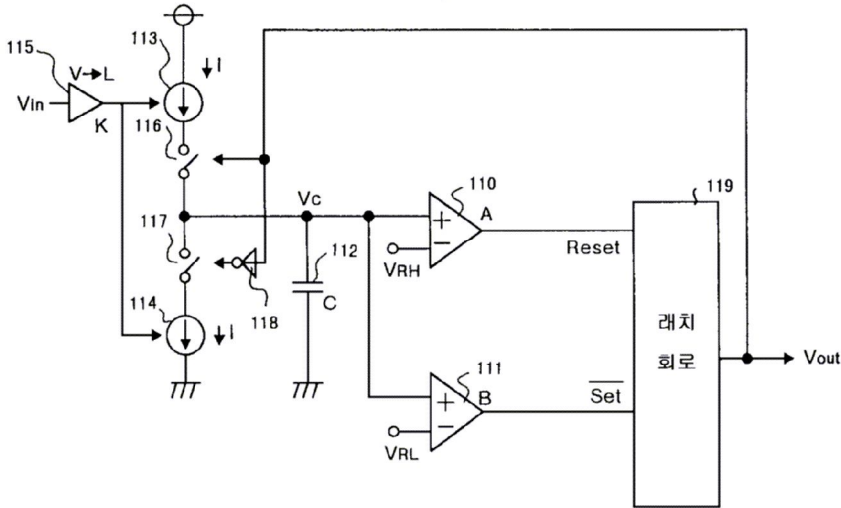 113
115
V→L
I
Vin
K
116
Vc
110
A
119
117
VRH
Reset
112
C
118
114
I
래치
회로
Vout
111
B
Set
VRL